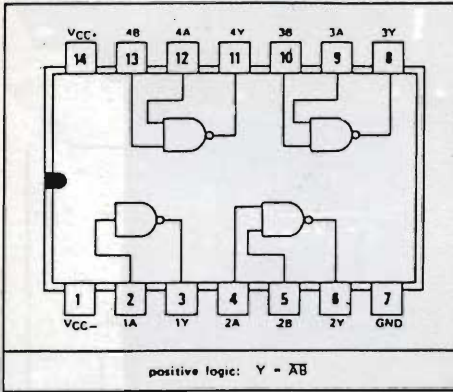 VCC+ 4B 4A 4Y 3B 3A 3Y
14 13 12 11 10 9 8
1 2 3 4 5 6 7
VCC– 1A 1Y 2A 2B 2Y GND
positive logic: Y = A̅B̅